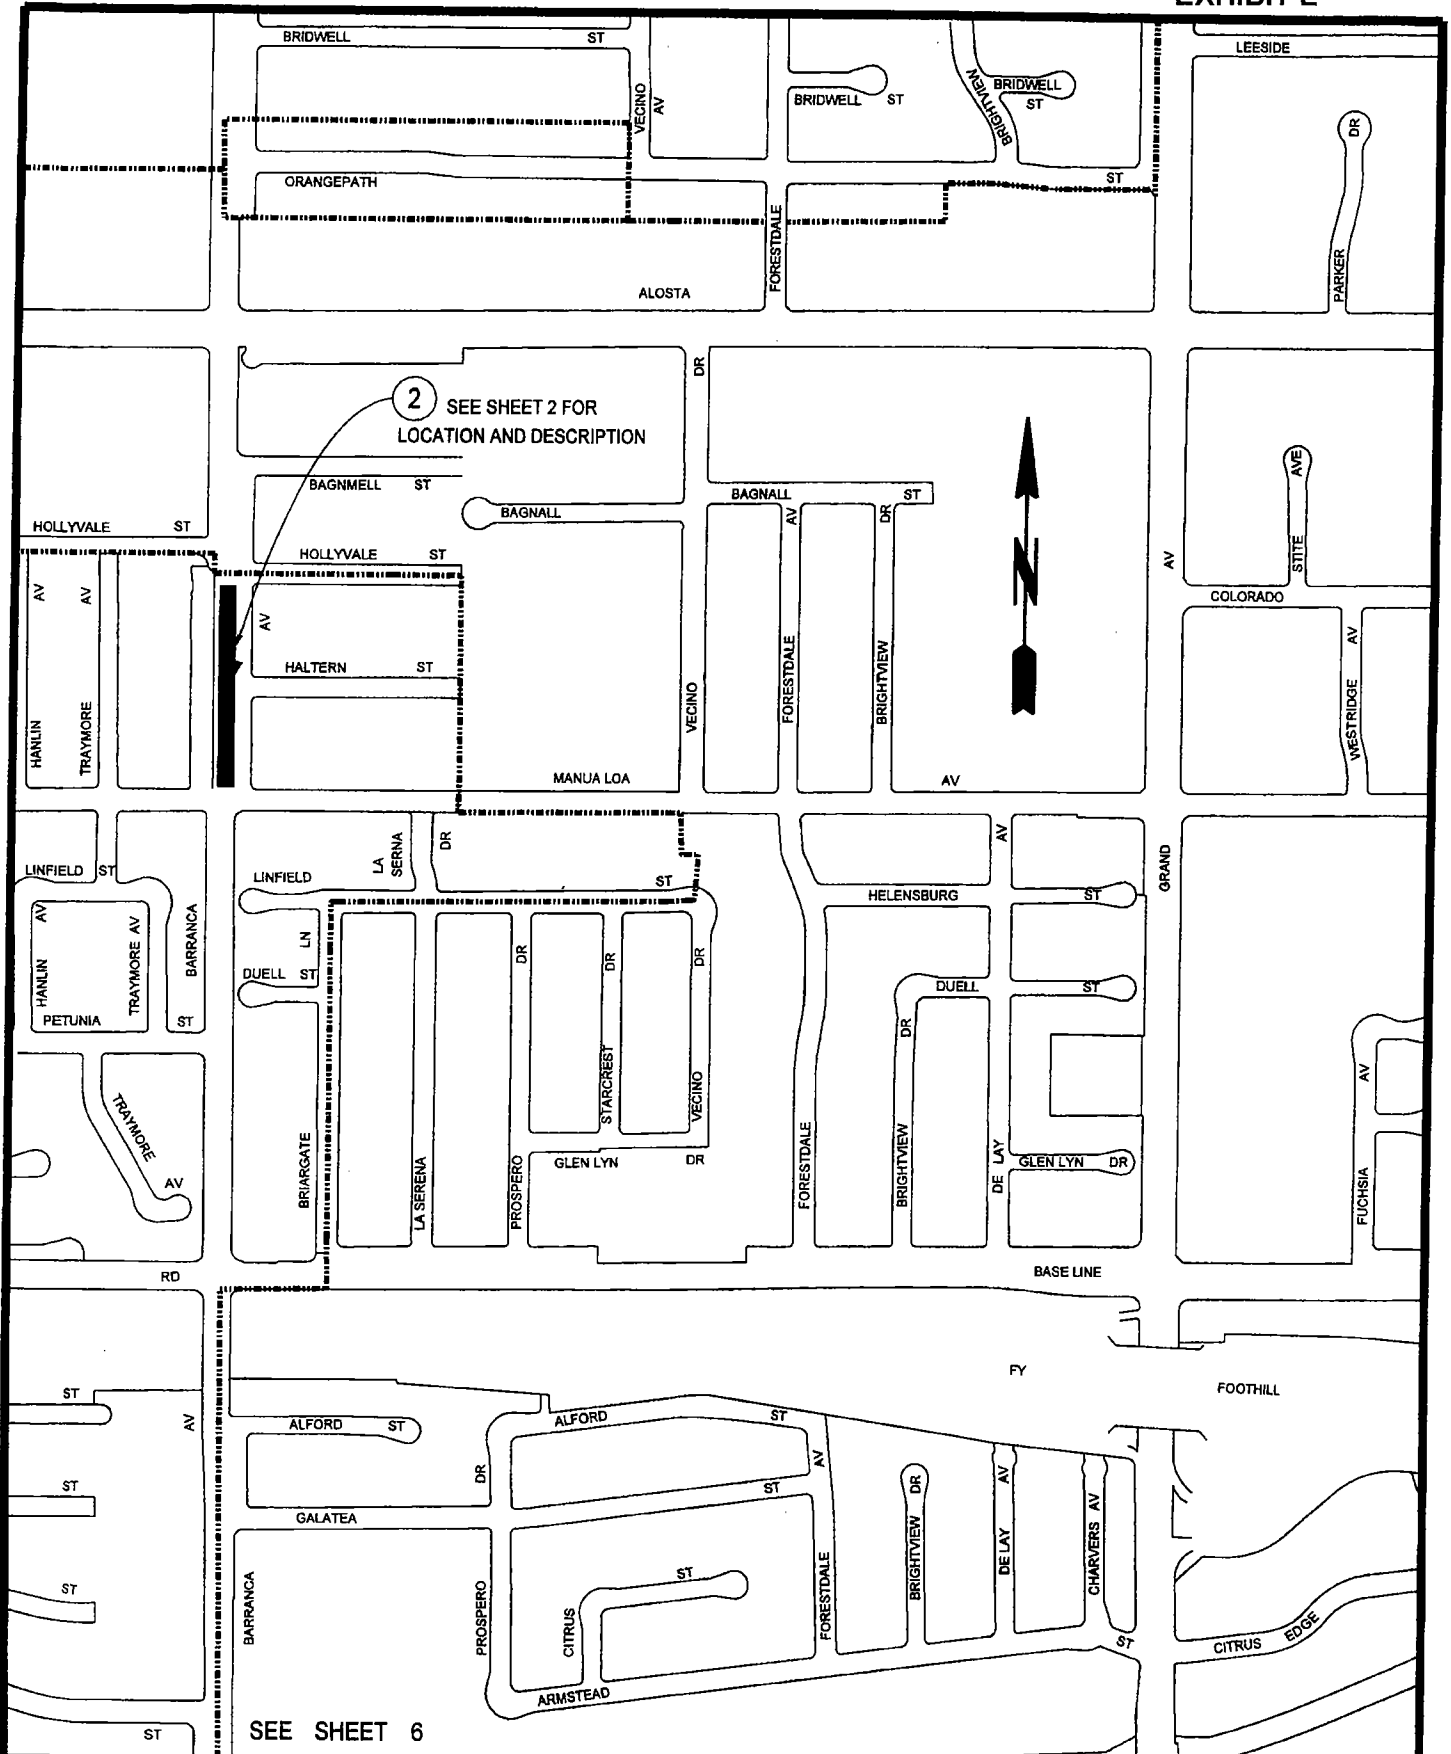 EXHIBIT E
BRIDWELL ST
LEESIDE
VECINO AV
BRIDWELL ST
BRIGHTVIEW
BRIDWELL ST
DR
PARKER
ORANGEPATH
ST
FORESTDALE
ALOSTA
DR
2 SEE SHEET 2 FOR
LOCATION AND DESCRIPTION
BAGNMELL ST
BAGNALL
BAGNALL ST
AV
DR
HOLLYVALE ST
HOLLYVALE ST
N
AV
AVE
STITE
COLORADO
AV
AV
AV
HALTERN ST
HANLIN
TRAYMORE
VECINO
FORESTDALE
BRIGHTVIEW
WESTRIDGE AV
MANUA LOA
AV
LA SERNA DR
AV
LINFIELD ST
LINFIELD
ST
HELENSBURG
ST
GRAND
HANLIN AV
TRAYMORE AV
BARRANCA
LN
DUELL ST
DR
DR
DR
DUELL
ST
PETUNIA
ST
DR
STARCREST
VECINO
AV
TRAYMORE
AV
BRIARGATE
LA SERENA
PROSPERO
GLEN LYN
DR
FORESTDALE
BRIGHTVIEW
DE LAY
GLEN LYN DR
FUCHSIA
RD
BASE LINE
FY
FOOTHILL
ST
AV
ALFORD ST
ALFORD
ST
AV
DR
ST
ST
GALATEA
DR
AV
AV
BRIGHTVIEW
DE LAY
CHARVERS
ST
BARRANCA
PROSPERO
CITRUS
ST
FORESTDALE
ST
CITRUS EDGE
ARMSTEAD
ST
SEE SHEET 6